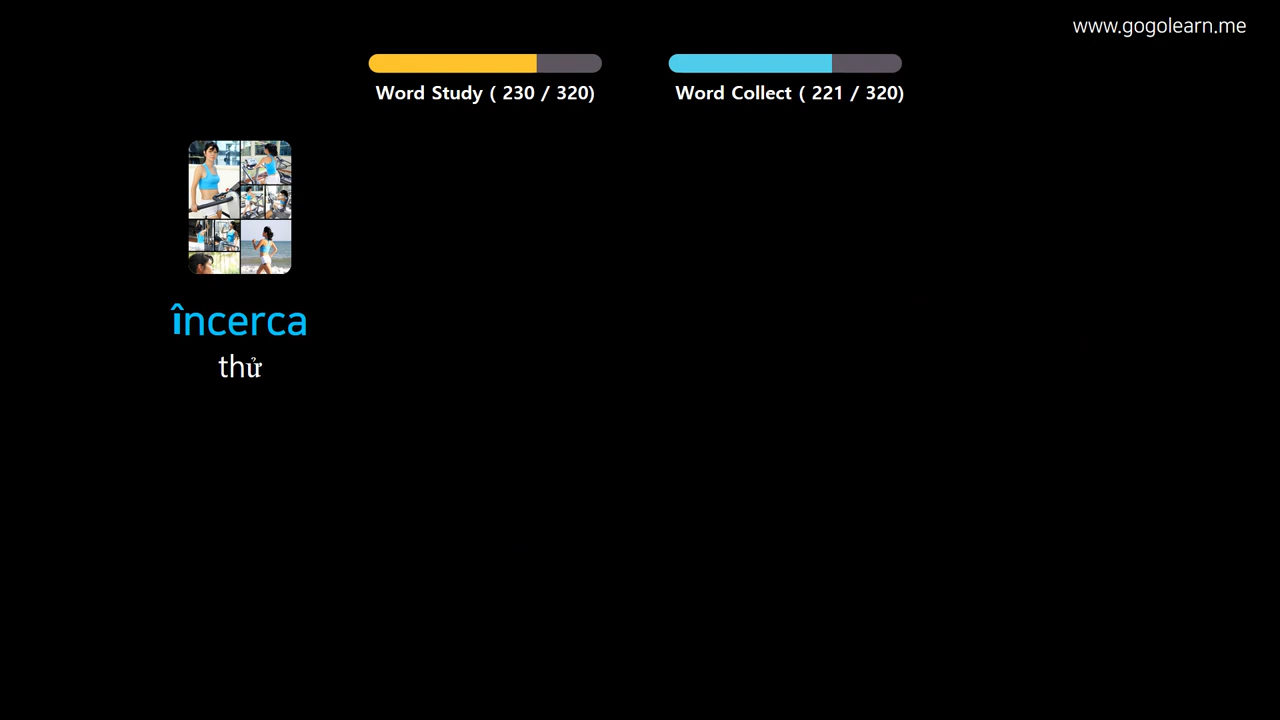 www.gogolearn.me
Word Study ( 230 / 320)
Word Collect ( 221 / 320)
încerca
thử